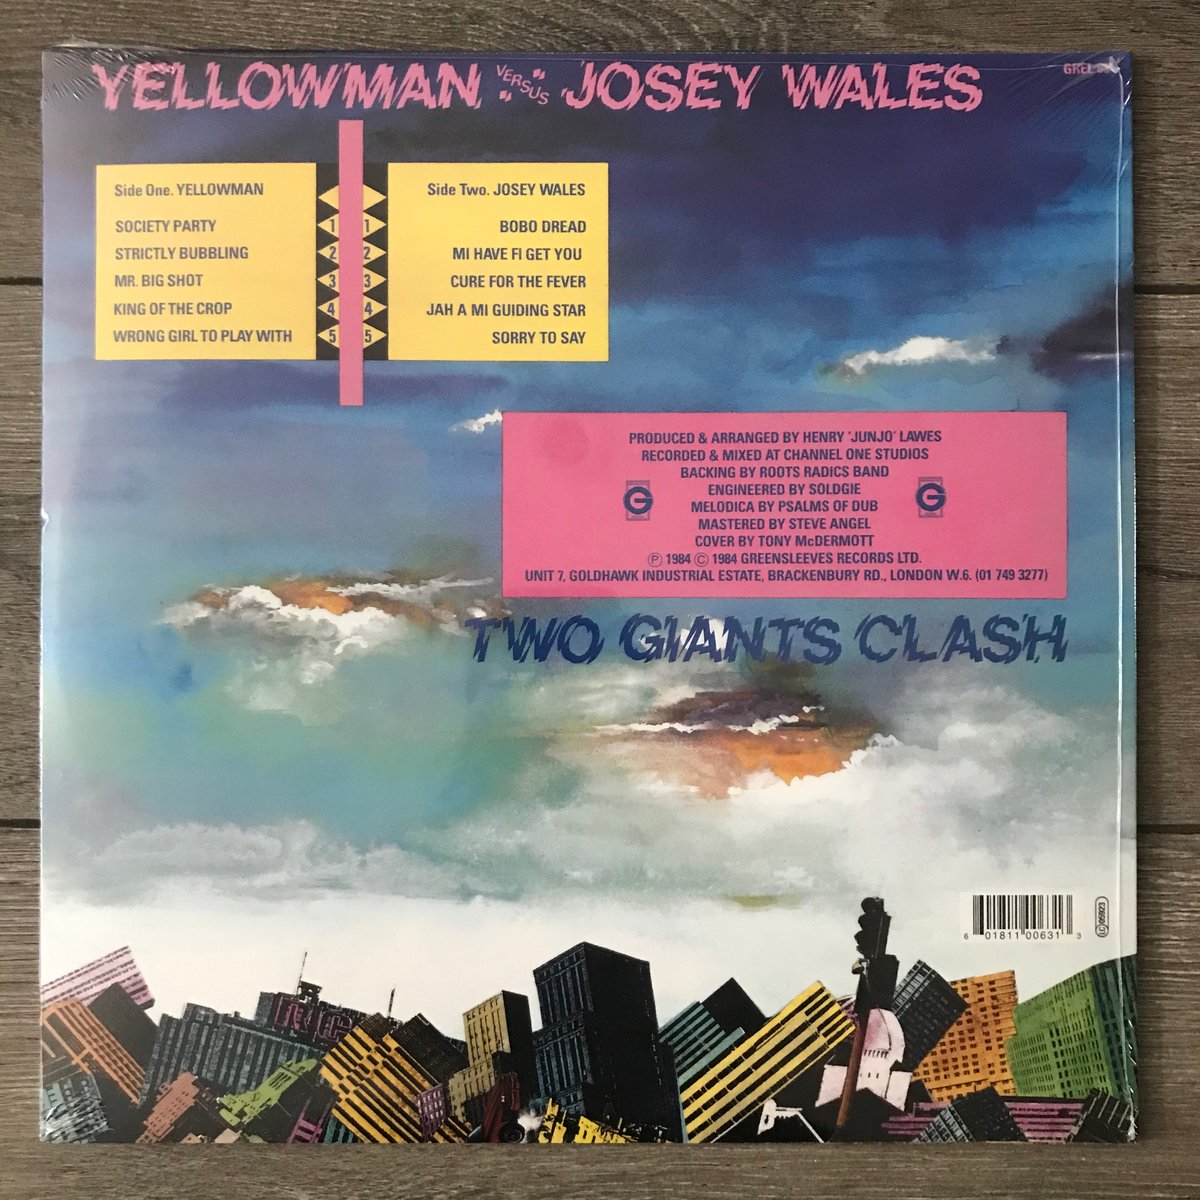 YELLOWMAN VERSUS JOSEY WALES
Side One. YELLOWMAN
SOCIETY PARTY 1
STRICTLY BUBBLING 2
MR. BIG SHOT 3
KING OF THE CROP 4
WRONG GIRL TO PLAY WITH 5
Side Two. JOSEY WALES
1 BOBO DREAD
2 MI HAVE FI GET YOU
3 CURE FOR THE FEVER
4 JAH A MI GUIDING STAR
5 SORRY TO SAY
PRODUCED & ARRANGED BY HENRY 'JUNJO' LAWES
RECORDED & MIXED AT CHANNEL ONE STUDIOS
BACKING BY ROOTS RADICS BAND
ENGINEERED BY SOLDGIE
MELODICA BY PSALMS OF DUB
MASTERED BY STEVE ANGEL
COVER BY TONY McDERMOTT
Ⓟ 1984 © 1984 GREENSLEEVES RECORDS LTD.
UNIT 7, GOLDHAWK INDUSTRIAL ESTATE, BRACKENBURY RD., LONDON W.6. (01 749 3277)
G
G
TWO GIANTS CLASH
6 01811 00631 3
LC 05923